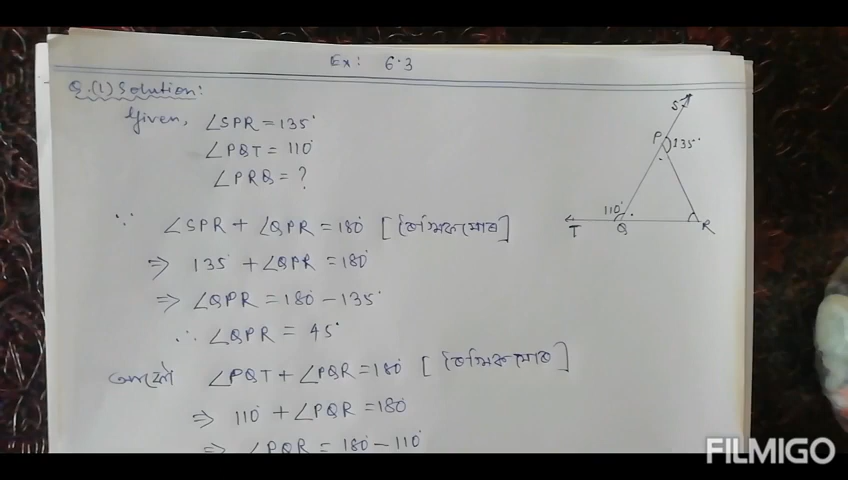 Ex: 6.3
Q.(1) Solution:
Given, ∠SPR = 135°
∠PQT = 110°
∠PRQ = ?
∵ ∠SPR + ∠QPR = 180° [ ]
⇒ 135° + ∠QPR = 180°
⇒ ∠QPR = 180° - 135°
∴ ∠QPR = 45°
∠PQT + ∠PQR = 180° [ ]
⇒ 110° + ∠PQR = 180°
⇒ ∠PQR = 180° - 110°
S
P 135°
110°
T Q R
FILMIGO